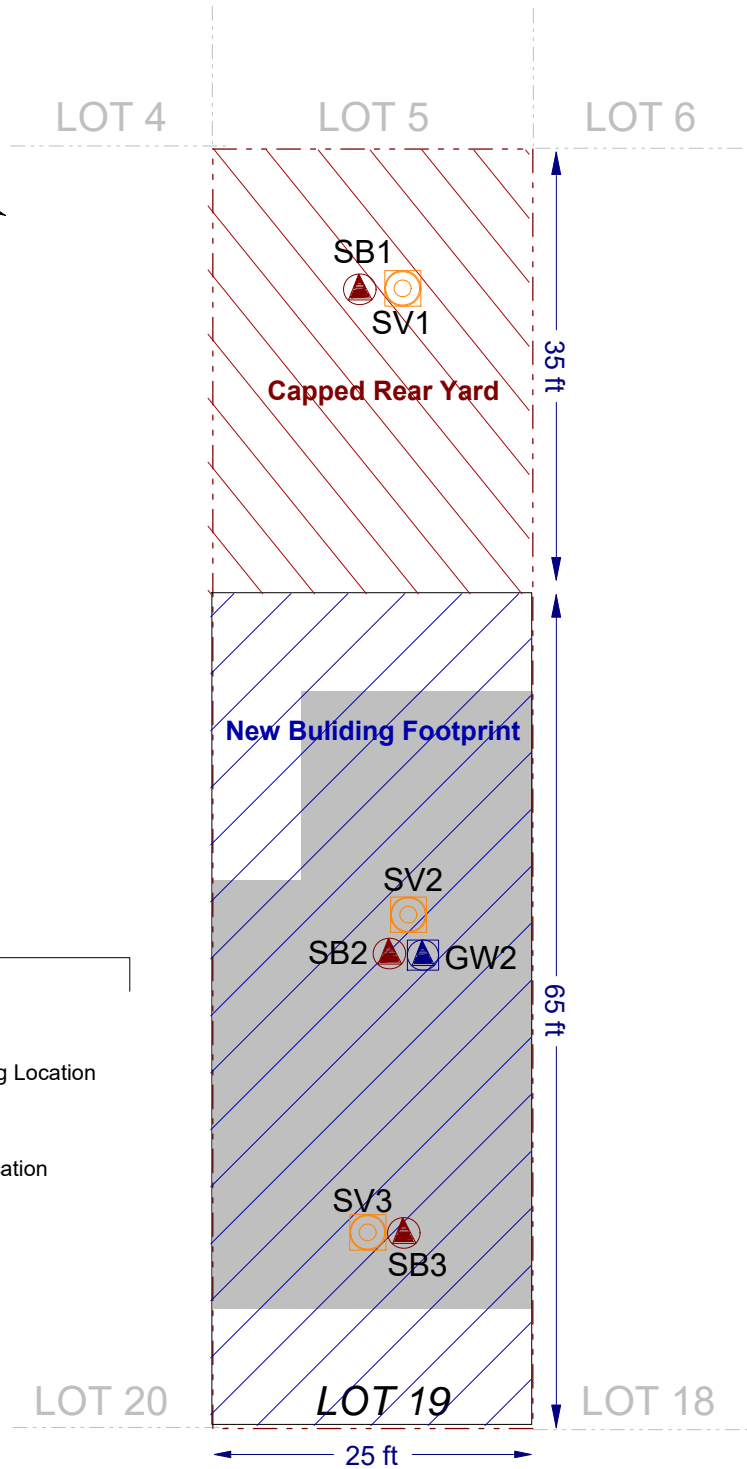 LOT 4
LOT 5
LOT 6
SB1
SV1
35 ft
Capped Rear Yard
New Buliding Footprint
SV2
SB2
GW2
65 ft
Location
SV3
SB3
LOT 20
LOT 19
LOT 18
25 ft